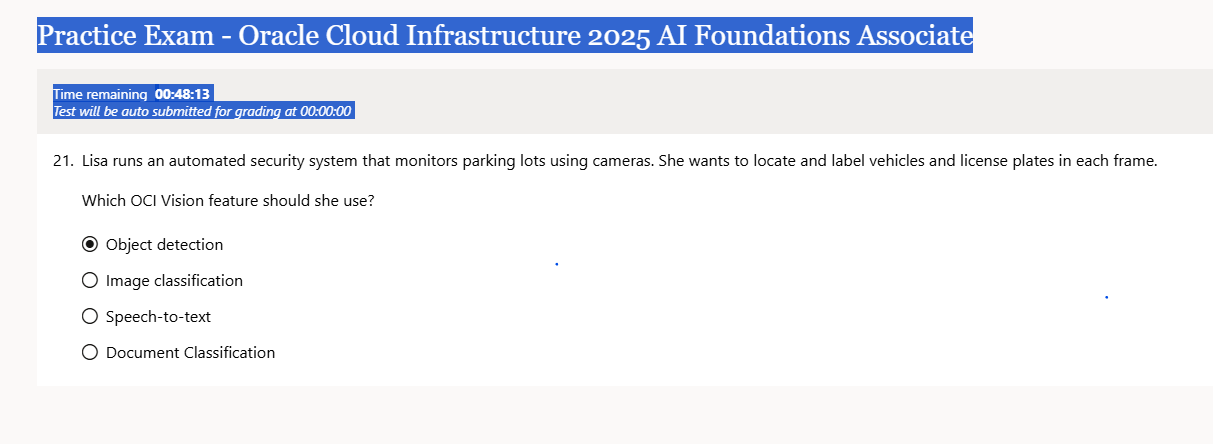 Practice Exam - Oracle Cloud Infrastructure 2025 AI Foundations Associate
Time remaining 00:48:13
Test will be auto submitted for grading at 00:00:00
21. Lisa runs an automated security system that monitors parking lots using cameras. She wants to locate and label vehicles and license plates in each frame.
Which OCI Vision feature should she use?
Object detection
Image classification
Speech-to-text
Document Classification